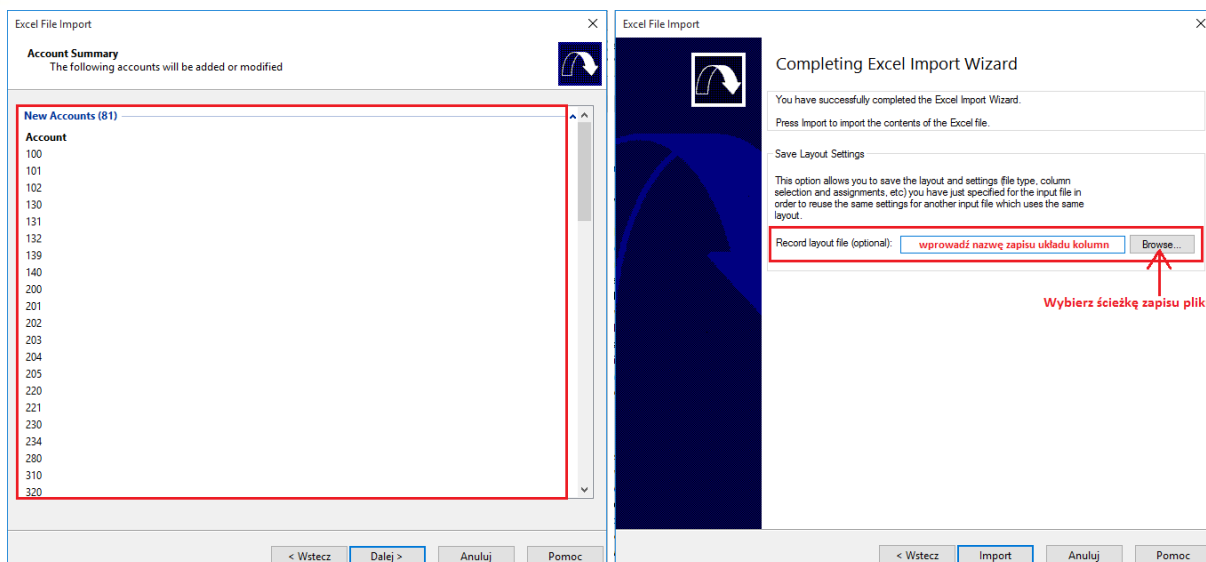 Excel File Import
Account Summary
The following accounts will be added or modified
New Accounts (81)
Account
100
101
102
130
131
132
139
140
200
201
202
203
204
205
220
221
230
234
280
310
320
< Wstecz
Dalej >
Anuluj
Pomoc
Excel File Import
Completing Excel Import Wizard
You have successfully completed the Excel Import Wizard.
Press Import to import the contents of the Excel file.
Save Layout Settings
This option allows you to save the layout and settings (file type, column
selection and assignments, etc) you have just specified for the input file in
order to reuse the same settings for another input file which uses the same
layout.
Record layout file (optional):
wprowadź nazwę zapisu układu kolumn
Browse...
Wybierz ścieżkę zapisu plik
< Wstecz
Import
Anuluj
Pomoc